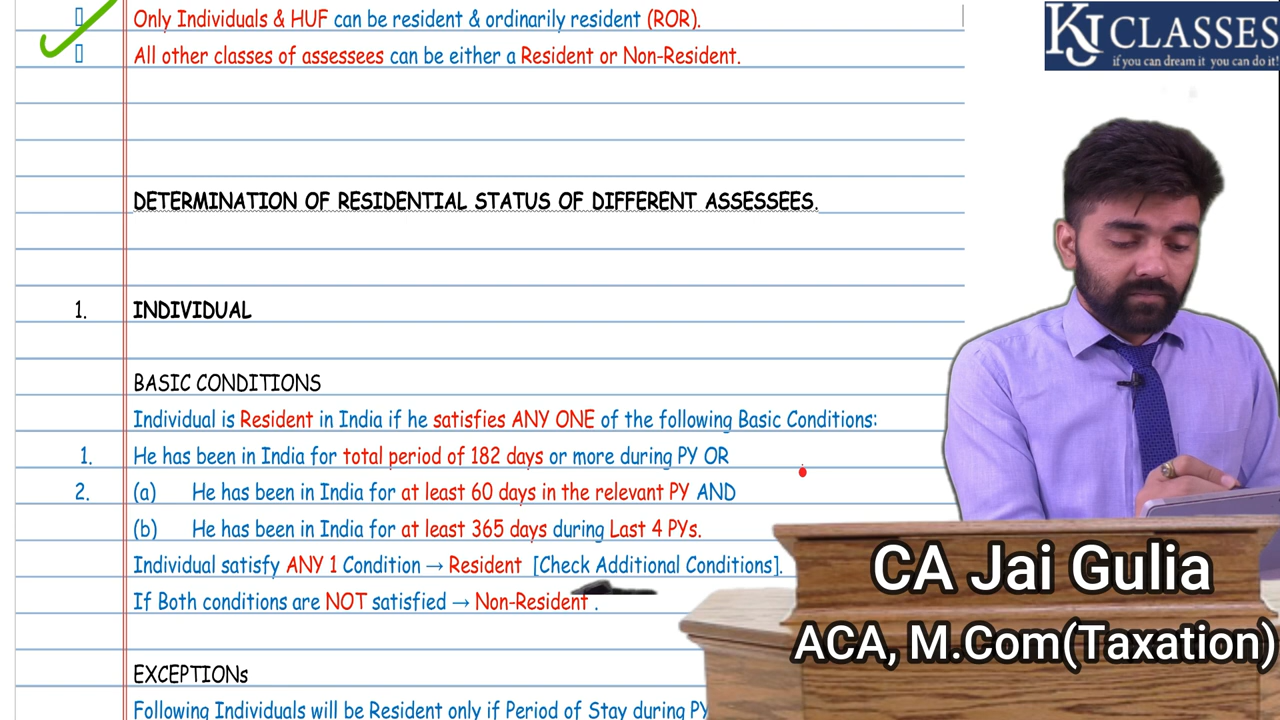 Only Individuals & HUF can be resident & ordinarily resident (ROR).
All other classes of assessees can be either a Resident or Non-Resident.
KJ CLASSES
if you can dream it you can do it!
DETERMINATION OF RESIDENTIAL STATUS OF DIFFERENT ASSESSEES.
1. INDIVIDUAL
BASIC CONDITIONS
Individual is Resident in India if he satisfies ANY ONE of the following Basic Conditions:
1. He has been in India for total period of 182 days or more during PY OR
2. (a) He has been in India for at least 60 days in the relevant PY AND
(b) He has been in India for at least 365 days during Last 4 PYs.
Individual satisfy ANY 1 Condition → Resident [Check Additional Conditions].
If Both conditions are NOT satisfied → Non-Resident .
EXCEPTIONs
Following Individuals will be Resident only if Period of Stay during PY
CA Jai Gulia
ACA, M.Com(Taxation)